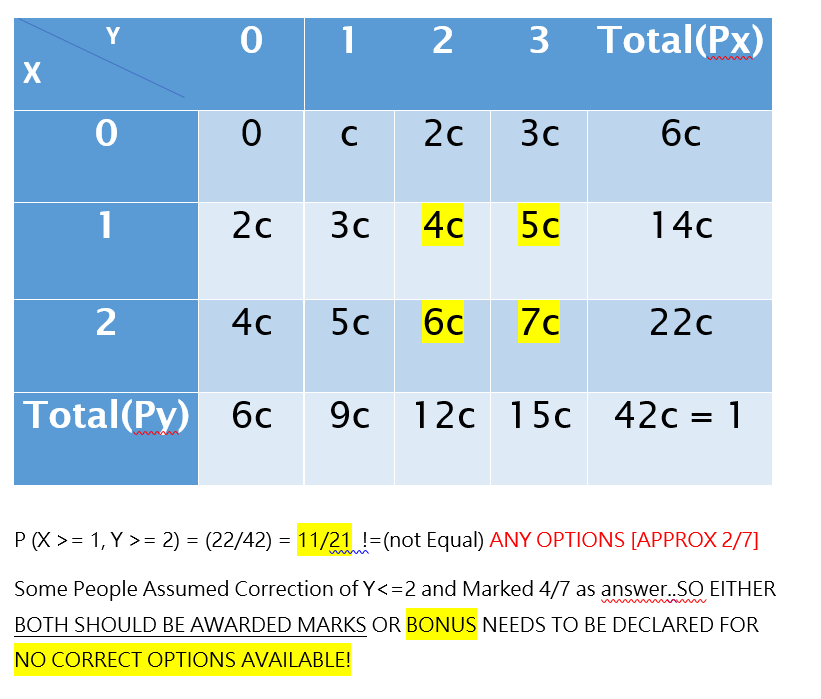 Y 0 1 2 3 Total(Px)
X
0 0 c 2c 3c 6c
1 2c 3c 4c 5c 14c
2 4c 5c 6c 7c 22c
Total(Py) 6c 9c 12c 15c 42c = 1
P (X >= 1, Y >= 2) = (22/42) = 11/21 !=(not Equal) ANY OPTIONS [APPROX 2/7]
Some People Assumed Correction of Y<=2 and Marked 4/7 as answer..SO EITHER
BOTH SHOULD BE AWARDED MARKS OR BONUS NEEDS TO BE DECLARED FOR
NO CORRECT OPTIONS AVAILABLE!